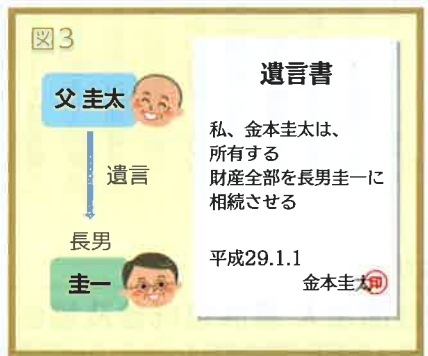 図3
父 圭太
遺言
長男
圭一
遺言書
私、金本圭太は、
所有する
財産全部を長男圭一に
相続させる
平成29.1.1
金本圭太印